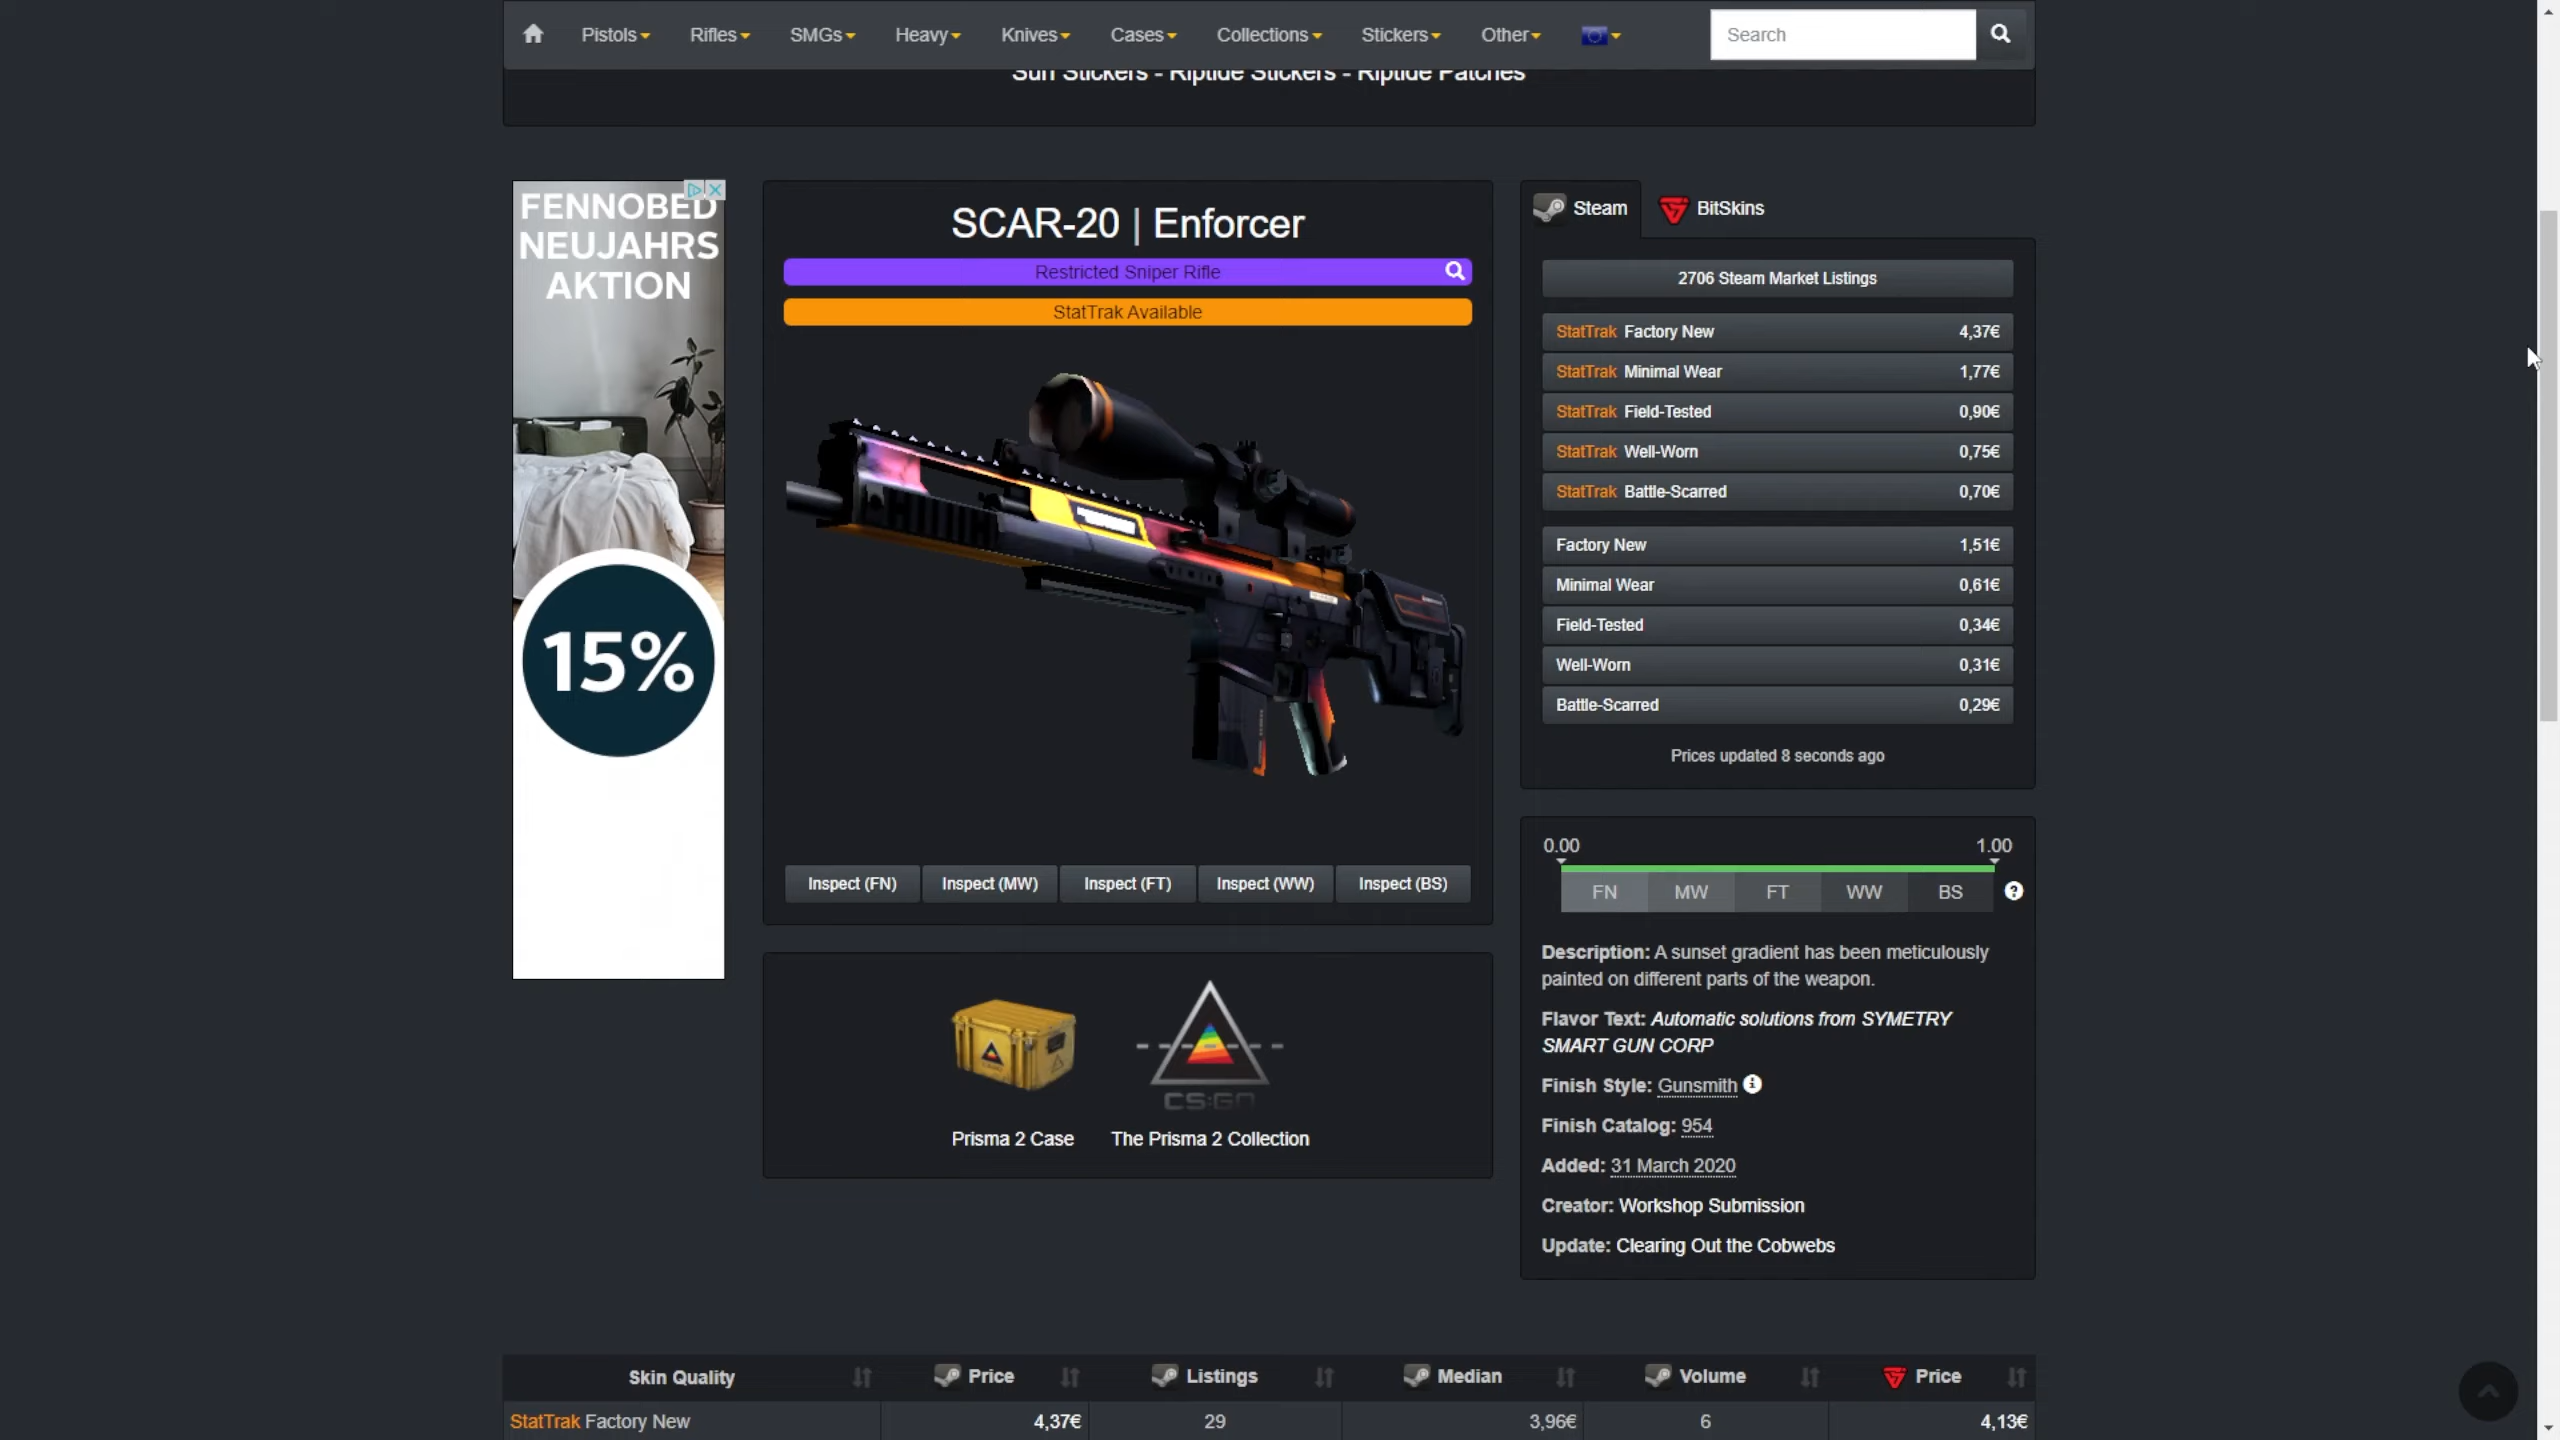 Pistols
Rifles
SMGs
Heavy
Knives
Cases
Collections
Stickers
Other
Search
Surf Stickers - Riptide Stickers - Riptide Patches
FENNOBED
NEUJAHRS
AKTION
15%
SCAR-20 | Enforcer
Restricted Sniper Rifle
StatTrak Available
Inspect (FN)
Inspect (MW)
Inspect (FT)
Inspect (WW)
Inspect (BS)
CS:GO
Prisma 2 Case
The Prisma 2 Collection
Steam
BitSkins
2706 Steam Market Listings
StatTrak Factory New 4,37€
StatTrak Minimal Wear 1,77€
StatTrak Field-Tested 0,90€
StatTrak Well-Worn 0,75€
StatTrak Battle-Scarred 0,70€
Factory New 1,51€
Minimal Wear 0,61€
Field-Tested 0,34€
Well-Worn 0,31€
Battle-Scarred 0,29€
Prices updated 8 seconds ago
0.00 1.00
FN MW FT WW BS
Description: A sunset gradient has been meticulously
painted on different parts of the weapon.
Flavor Text: Automatic solutions from SYMETRY
SMART GUN CORP
Finish Style: Gunsmith
Finish Catalog: 954
Added: 31 March 2020
Creator: Workshop Submission
Update: Clearing Out the Cobwebs
Skin Quality Price Listings Median Volume Price
StatTrak Factory New 4,37€ 29 3,96€ 6 4,13€